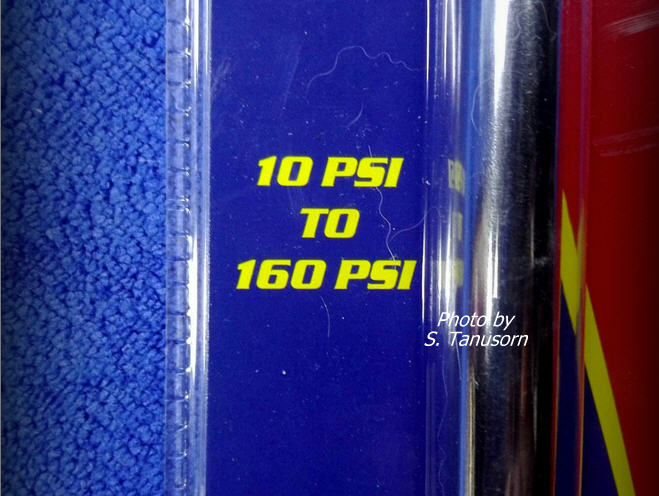 10 PSI
TO
160 PSI
Photo by
S. Tanusorn